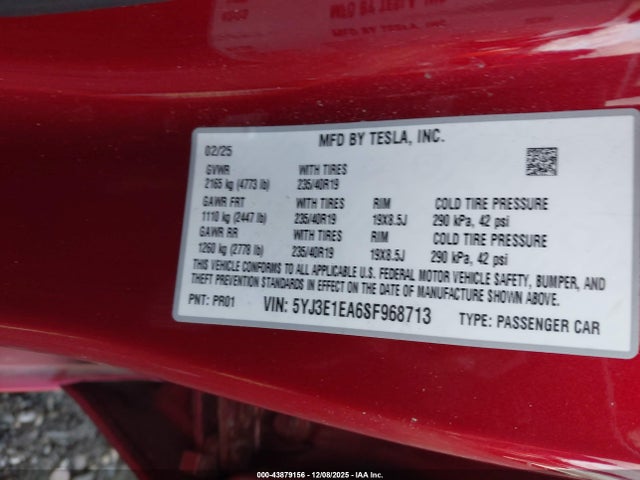 MFD BY TESLA, INC.
02/25
GVWR WITH TIRES
2165 kg (4773 lb) 235/40R19
GAWR FRT WITH TIRES RIM COLD TIRE PRESSURE
1110 kg (2447 lb) 235/40R19 19X8.5J 290 kPa, 42 psi
GAWR RR WITH TIRES RIM COLD TIRE PRESSURE
1260 kg (2778 lb) 235/40R19 19X8.5J 290 kPa, 42 psi
THIS VEHICLE CONFORMS TO ALL APPLICABLE U.S. FEDERAL MOTOR VEHICLE SAFETY, BUMPER, AND
THEFT PREVENTION STANDARDS IN EFFECT ON THE DATE OF MANUFACTURE SHOWN ABOVE.
PNT: PR01 VIN: 5YJ3E1EA6SF968713 TYPE: PASSENGER CAR
00-43879156 - 12/08/2025 - IAA Inc.